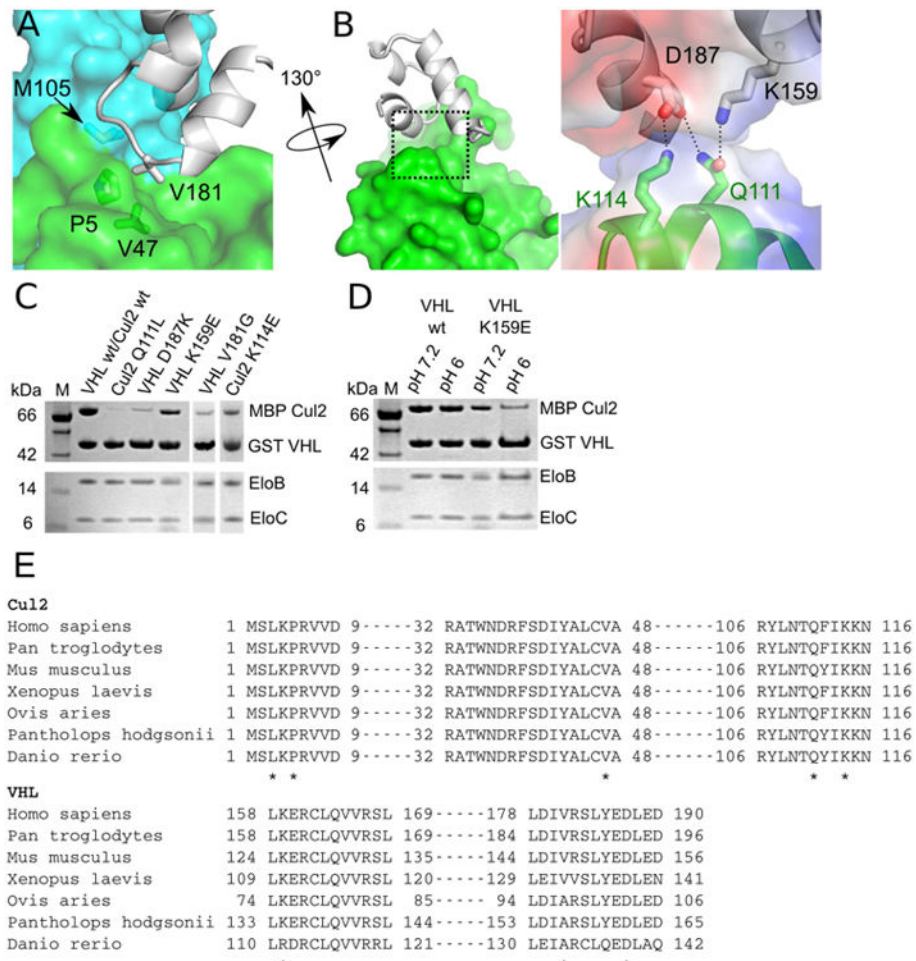 A
M105
P5
V47
V181
130°
B
D187
K159
K114
Q111
C
kDa M VHL wt/Cul2 wt Cul2 Q111L VHL D187K VHL K159E VHL V181G Cul2 K114E
66 MBP Cul2
GST VHL
42
14 EloB
6 EloC
D
VHL wt VHL K159E
kDa M pH 7.2 pH 6 pH 7.2 pH 6
66 MBP Cul2
GST VHL
42
14 EloB
6 EloC
E
Cul2
Homo sapiens 1 MSLKPRVVD 9-----32 RATWNDRFSDIYALCVA 48------106 RYLNTQFIKKN 116
Pan troglodytes 1 MSLKPRVVD 9-----32 RATWNDRFSDIYALCVA 48------106 RYLNTQFIKKN 116
Mus musculus 1 MSLKPRVVD 9-----32 RATWNDRFSDIYALCVA 48------106 RYLNTQYIKKN 116
Xenopus laevis 1 MSLKPRVVD 9-----32 RATWNDRFSDIYALCVA 48------106 RYLNTQFIKKN 116
Ovis aries 1 MSLKPRVVD 9-----32 RATWNDRFSDIYALCVA 48------106 RYLNTQFIKKN 116
Pantholops hodgsonii 1 MSLKPRVVD 9-----32 RATWNDRFSDIYALCVA 48------106 RYLNTQFIKKN 116
Danio rerio 1 MSLKPRVVD 9-----32 RATWNDRFSDIYALCVA 48------106 RYLNTQYIKKN 116
* * * * *
VHL
Homo sapiens 158 LKERCLQVVRSL 169-----178 LDIVRSLYEDLED 190
Pan troglodytes 158 LKERCLQVVRSL 169-----184 LDIVRSLYEDLED 196
Mus musculus 124 LKERCLQVVRSL 135-----144 LDIVRSLYEDLED 156
Xenopus laevis 109 LKERCLQVVRSL 120-----129 LEIVVSLYEDLEN 141
Ovis aries 74 LKERCLQVVRSL 85-----94 LDIARSLYEDLED 106
Pantholops hodgsonii 133 LKERCLQVVRSL 144-----153 LDIARSLYEDLED 165
Danio rerio 110 LRDRCLQVVRRL 121-----130 LEIARCLQEDLAQ 142